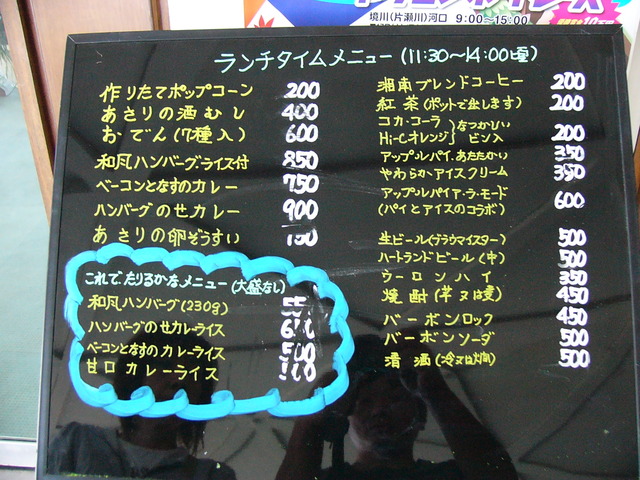 境川(片瀬川)河口 9:00〜15:00
ランチタイムメニュー(11:30〜14:00頃)
作りたてポップコーン 200
あさりの酒むし 400
おでん(7種入) 600
和風ハンバーグ・ライス付 850
ベーコンとなすのカレー 750
ハンバーグのせカレー 900
あさりの卵ぞうすい
これで、たりるかなメニュー(大盛なし)
和風ハンバーグ(230g)
ハンバーグのせカレーライス
ベーコンとなすのカレーライス
甘口カレーライス
湘南ブレンドコーヒー 200
紅茶(ポットで出します) 200
コカ・コーラ
Hi-Cオレンジ
なつかしい
ビン入 200
アップルパイ、あたたかい 350
やわらかアイスクリーム 350
アップルパイア・ラ・モード 600
(パイとアイスのコラボ)
生ビール(ブラウマイスター) 500
ハートランドビール(中) 500
ウーロンハイ 350
焼酎(芋又は麦) 450
バーボンロック 450
バーボンソーダ 500
清酒(冷又は燗) 500